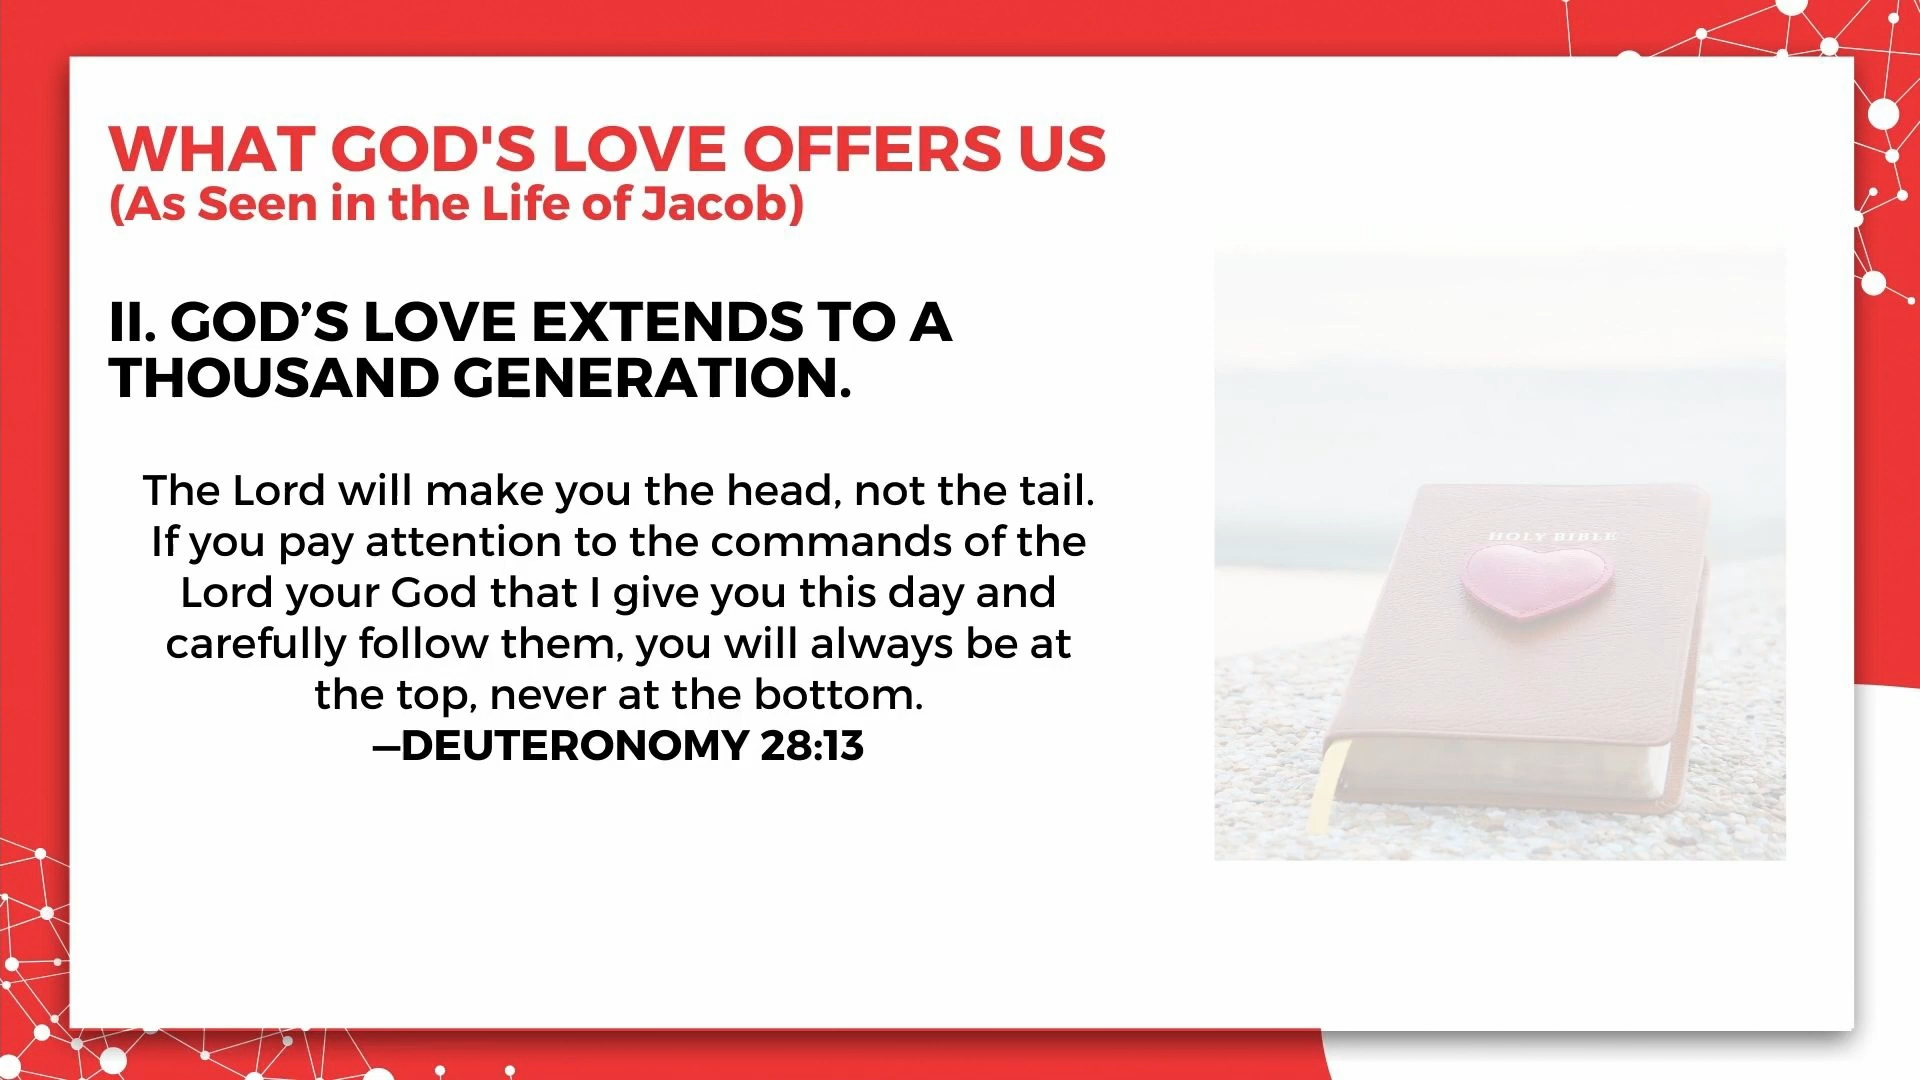 WHAT GOD'S LOVE OFFERS US
(As Seen in the Life of Jacob)
II. GOD’S LOVE EXTENDS TO A
THOUSAND GENERATION.
The Lord will make you the head, not the tail.
If you pay attention to the commands of the
Lord your God that I give you this day and
carefully follow them, you will always be at
the top, never at the bottom.
—DEUTERONOMY 28:13
HOLY BIBLE